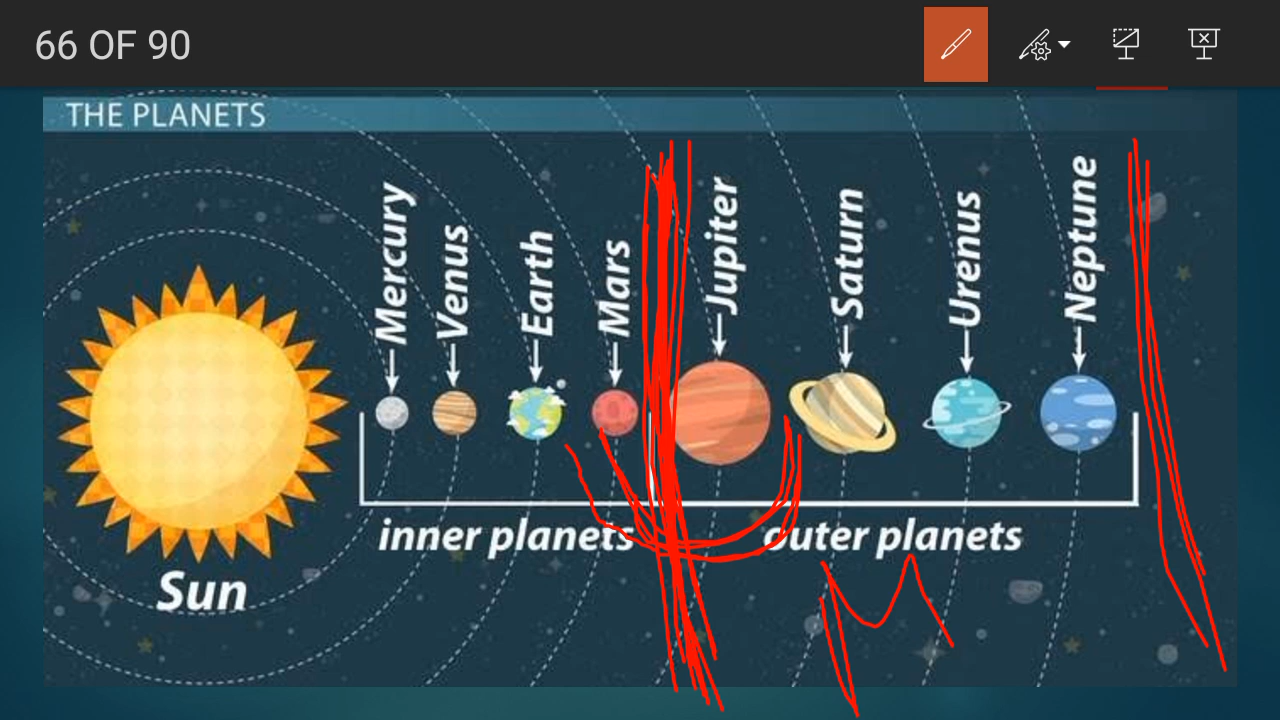 66 OF 90
THE PLANETS
Mercury
Venus
Earth
Mars
Jupiter
Saturn
Urenus
Neptune
inner planets
outer planets
Sun
M